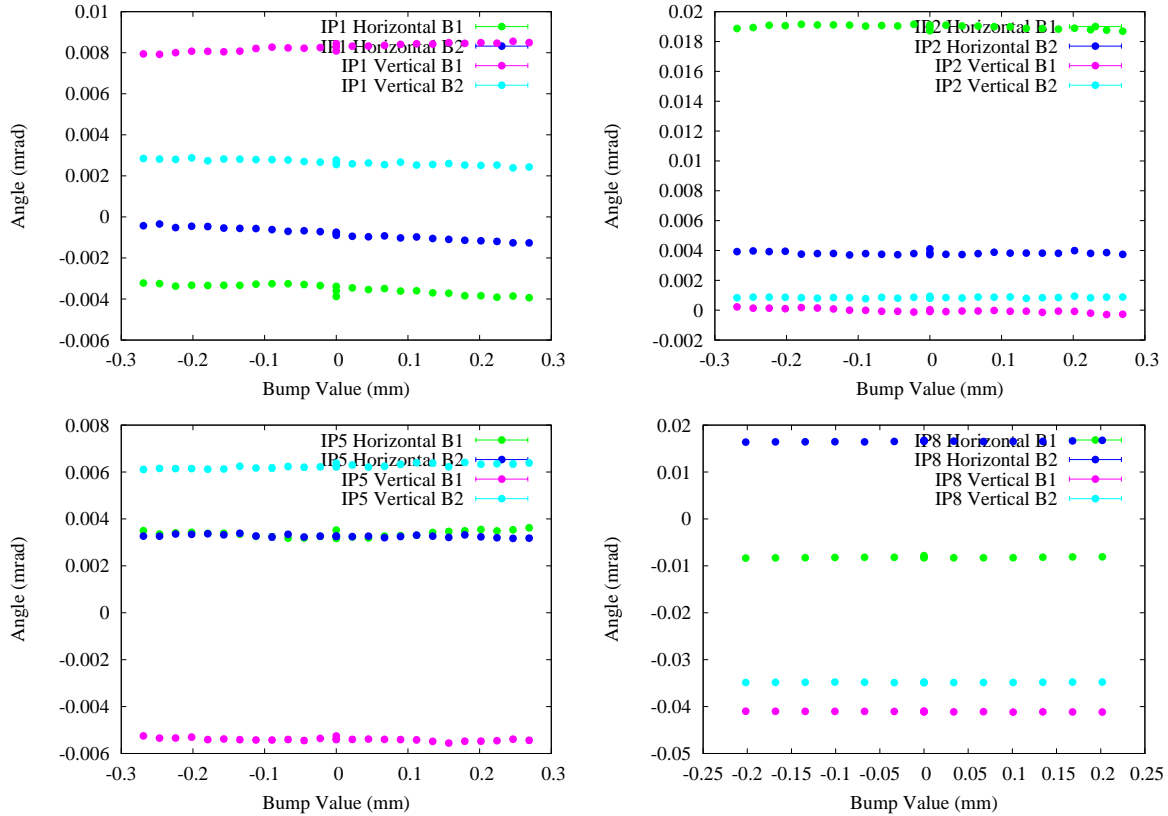 0.01
0.008
0.006
0.004
0.002
0
-0.002
-0.004
-0.006
-0.3 -0.2 -0.1 0 0.1 0.2 0.3
Angle (mrad)
Bump Value (mm)
IP1 Horizontal B1
IP1 Horizontal B2
IP1 Vertical B1
IP1 Vertical B2
0.02
0.018
0.016
0.014
0.012
0.01
0.008
0.006
0.004
0.002
0
-0.002
-0.3 -0.2 -0.1 0 0.1 0.2 0.3
Angle (mrad)
Bump Value (mm)
IP2 Horizontal B1
IP2 Horizontal B2
IP2 Vertical B1
IP2 Vertical B2
0.008
0.006
0.004
0.002
0
-0.002
-0.004
-0.006
-0.3 -0.2 -0.1 0 0.1 0.2 0.3
Angle (mrad)
Bump Value (mm)
IP5 Horizontal B1
IP5 Horizontal B2
IP5 Vertical B1
IP5 Vertical B2
0.02
0.01
0
-0.01
-0.02
-0.03
-0.04
-0.05
-0.25 -0.2 -0.15 -0.1 -0.05 0 0.05 0.1 0.15 0.2 0.25
Angle (mrad)
Bump Value (mm)
IP8 Horizontal B1
IP8 Horizontal B2
IP8 Vertical B1
IP8 Vertical B2